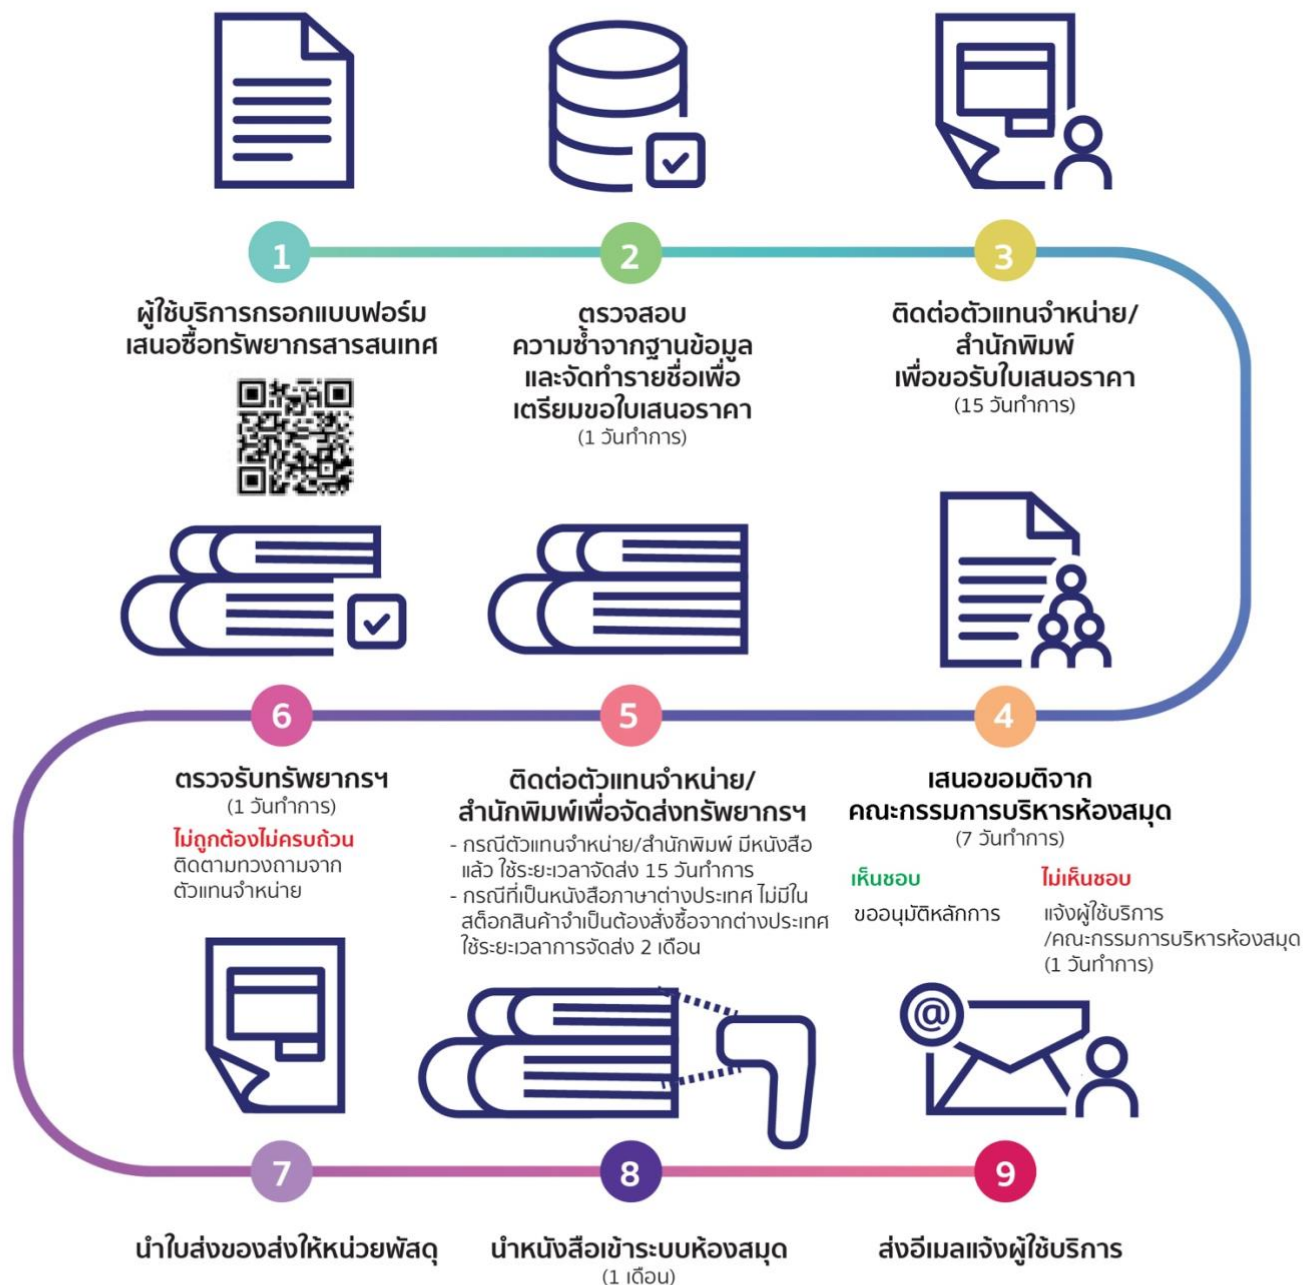 1
ผู้ใช้บริการกรอกแบบฟอร์ม
เสนอซื้อทรัพยากรสารสนเทศ
2
ตรวจสอบ
ความซ้ำจากฐานข้อมูล
และจัดทำรายชื่อเพื่อ
เตรียมขอใบเสนอราคา
(1 วันทำการ)
3
ติดต่อตัวแทนจำหน่าย/
สำนักพิมพ์
เพื่อขอรับใบเสนอราคา
(15 วันทำการ)
4
เสนอขอมติจาก
คณะกรรมการบริหารห้องสมุด
(7 วันทำการ)
เห็นชอบ
ขออนุมัติหลักการ
ไม่เห็นชอบ
แจ้งผู้ใช้บริการ
/คณะกรรมการบริหารห้องสมุด
(1 วันทำการ)
5
ติดต่อตัวแทนจำหน่าย/
สำนักพิมพ์เพื่อจัดส่งทรัพยากรฯ
- กรณีตัวแทนจำหน่าย/สำนักพิมพ์ มีหนังสือ
แล้ว ใช้ระยะเวลาจัดส่ง 15 วันทำการ
- กรณีที่เป็นหนังสือภาษาต่างประเทศ ไม่มีใน
สต็อกสินค้าจำเป็นต้องสั่งซื้อจากต่างประเทศ
ใช้ระยะเวลาการจัดส่ง 2 เดือน
6
ตรวจรับทรัพยากรฯ
(1 วันทำการ)
ไม่ถูกต้องไม่ครบถ้วน
ติดตามทวงถามจาก
ตัวแทนจำหน่าย
7
นำใบส่งของส่งให้หน่วยพัสดุ
8
นำหนังสือเข้าระบบห้องสมุด
(1 เดือน)
@
9
ส่งอีเมลแจ้งผู้ใช้บริการ